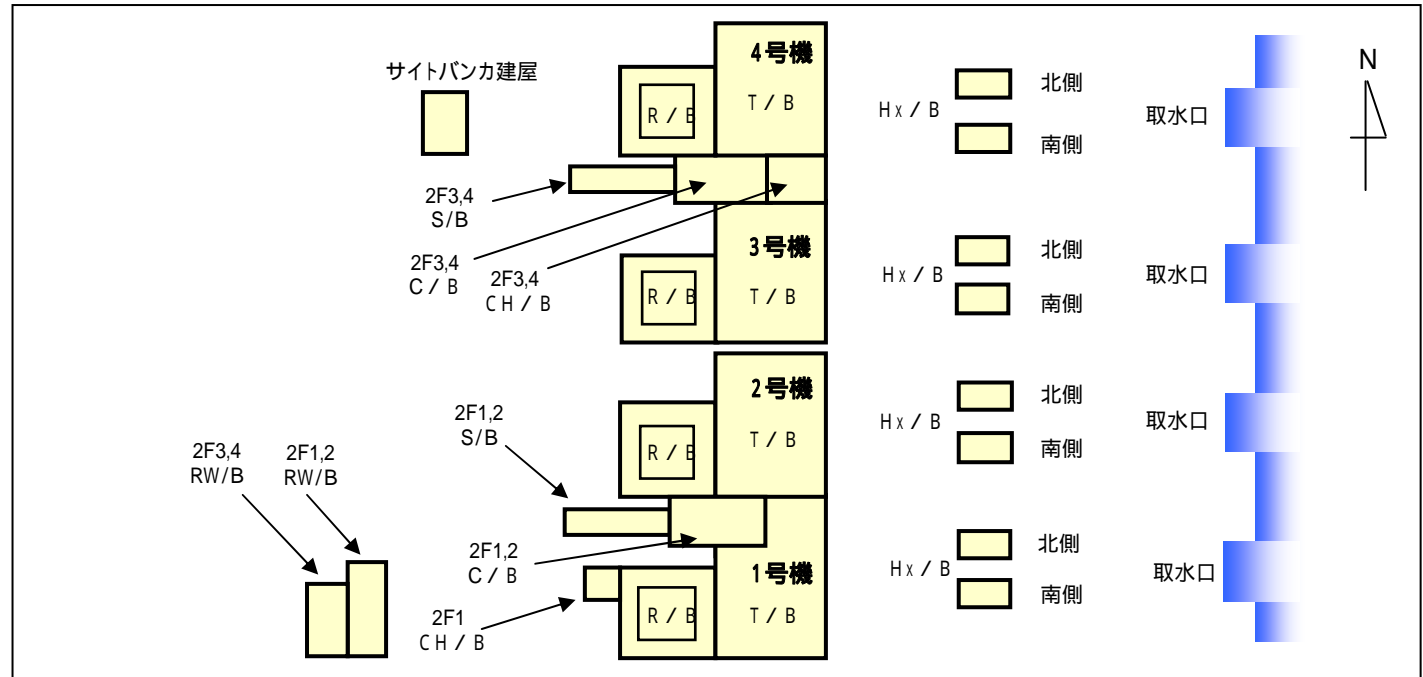 サイトバンカ建屋
4号機
R / B
T / B
Hx / B
北側
南側
取水口
N
2F3,4
S/B
2F3,4
C / B
2F3,4
CH / B
3号機
R / B
T / B
Hx / B
北側
南側
取水口
2号機
R / B
T / B
Hx / B
北側
南側
取水口
2F1,2
S/B
2F3,4
RW/B
2F1,2
RW/B
2F1,2
C / B
2F1
CH / B
1号機
R / B
T / B
Hx / B
北側
南側
取水口